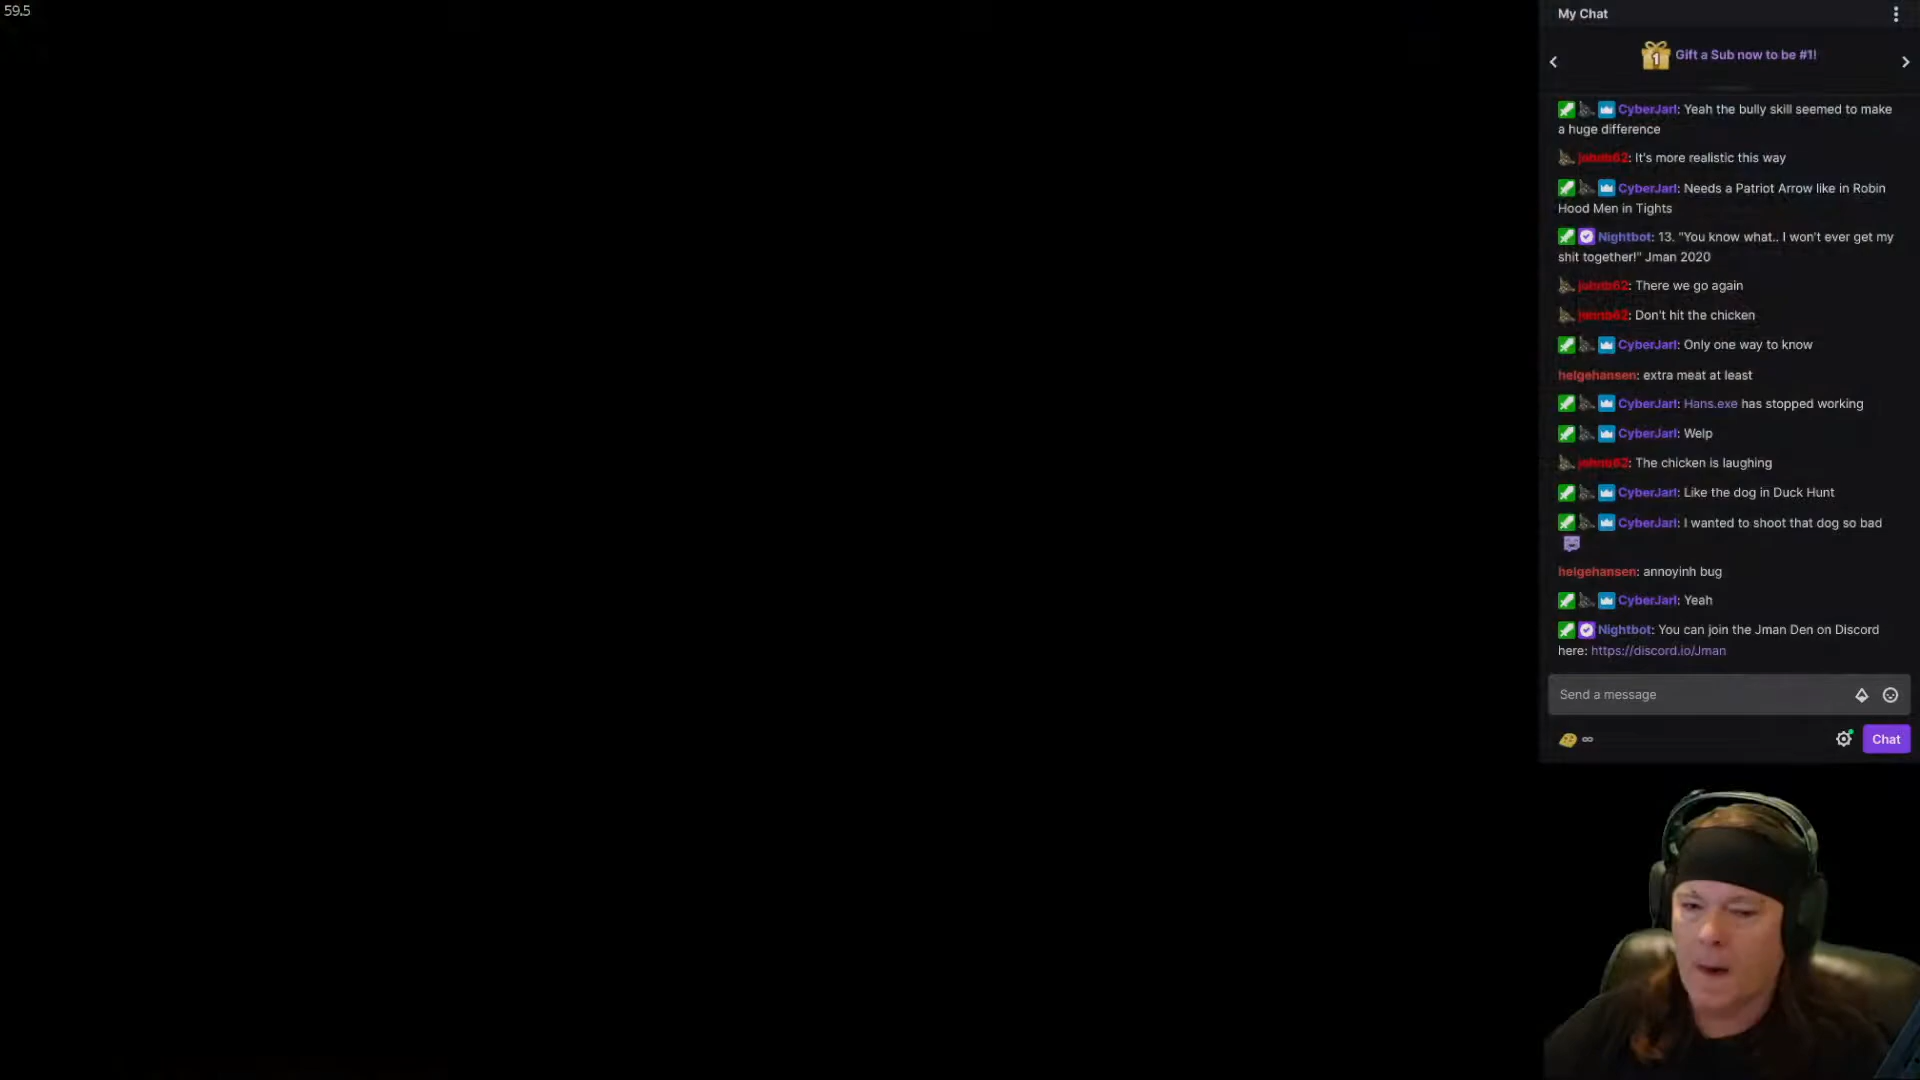 59.5
My Chat
1
Gift a Sub now to be #1!
CyberJarl: Yeah the bully skill seemed to make
a huge difference
johnb62: It's more realistic this way
CyberJarl: Needs a Patriot Arrow like in Robin
Hood Men in Tights
Nightbot: 13. "You know what.. I won't ever get my
shit together!" Jman 2020
johnb62: There we go again
johnb62: Don't hit the chicken
CyberJarl: Only one way to know
helgehansen: extra meat at least
CyberJarl: Hans.exe has stopped working
CyberJarl: Welp
johnb62: The chicken is laughing
CyberJarl: Like the dog in Duck Hunt
CyberJarl: I wanted to shoot that dog so bad
helgehansen: annoyinh bug
CyberJarl: Yeah
Nightbot: You can join the Jman Den on Discord
here: https://discord.io/Jman
Send a message
∞
Chat